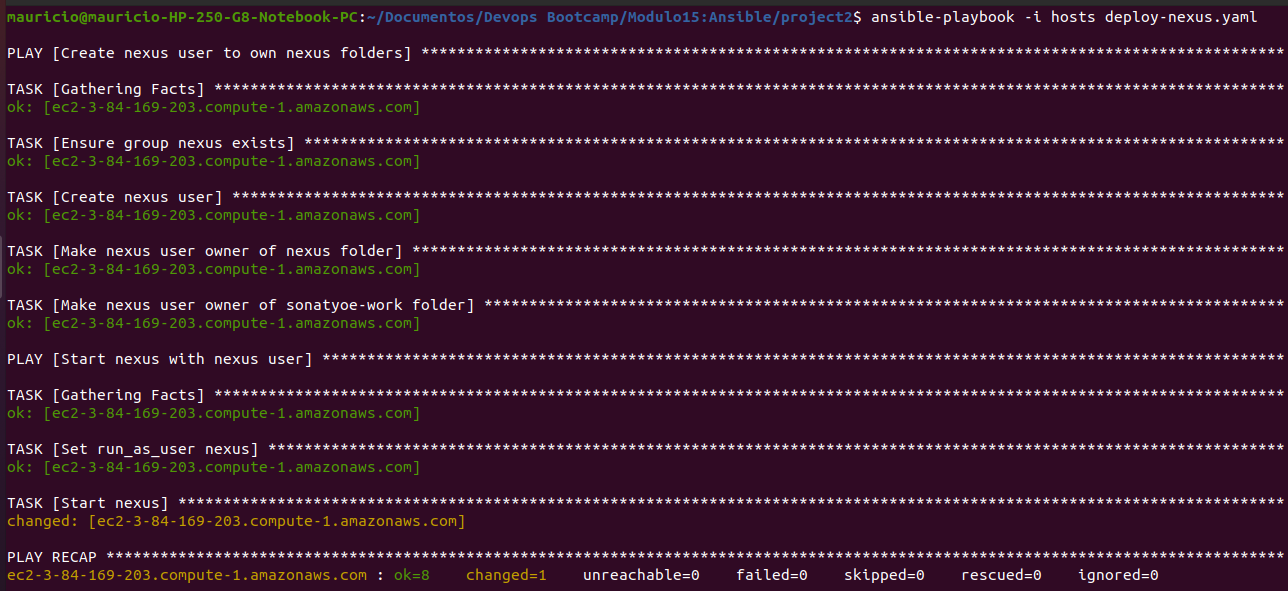 mauricio@mauricio-HP-250-G8-Notebook-PC:~/Documentos/Devops Bootcamp/Modulo15:Ansible/project2$ ansible-playbook -i hosts deploy-nexus.yaml
PLAY [Create nexus user to own nexus folders] ************************************************************************************************
TASK [Gathering Facts] ***********************************************************************************************************************
ok: [ec2-3-84-169-203.compute-1.amazonaws.com]
TASK [Ensure group nexus exists] *************************************************************************************************************
ok: [ec2-3-84-169-203.compute-1.amazonaws.com]
TASK [Create nexus user] *********************************************************************************************************************
ok: [ec2-3-84-169-203.compute-1.amazonaws.com]
TASK [Make nexus user owner of nexus folder] *************************************************************************************************
ok: [ec2-3-84-169-203.compute-1.amazonaws.com]
TASK [Make nexus user owner of sonatyoe-work folder] *****************************************************************************************
ok: [ec2-3-84-169-203.compute-1.amazonaws.com]
PLAY [Start nexus with nexus user] ***********************************************************************************************************
TASK [Gathering Facts] ***********************************************************************************************************************
ok: [ec2-3-84-169-203.compute-1.amazonaws.com]
TASK [Set run_as_user nexus] *****************************************************************************************************************
ok: [ec2-3-84-169-203.compute-1.amazonaws.com]
TASK [Start nexus] ***************************************************************************************************************************
changed: [ec2-3-84-169-203.compute-1.amazonaws.com]
PLAY RECAP ***********************************************************************************************************************************
ec2-3-84-169-203.compute-1.amazonaws.com : ok=8    changed=1    unreachable=0    failed=0    skipped=0    rescued=0    ignored=0